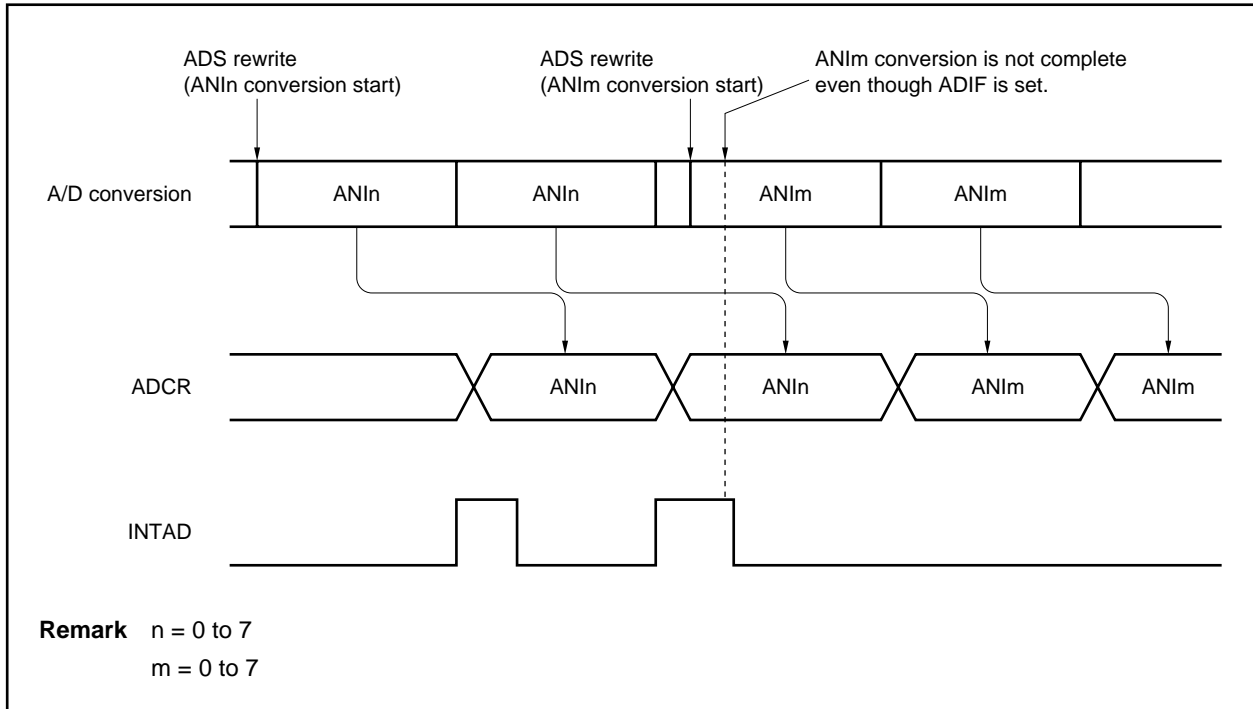 ADS rewrite
(ANIn conversion start)
ADS rewrite
(ANIm conversion start)
ANIm conversion is not complete
even though ADIF is set.
A/D conversion
ANIn
ANIn
ANIm
ANIm
ADCR
ANIn
ANIn
ANIm
ANIm
INTAD
Remark n = 0 to 7
m = 0 to 7